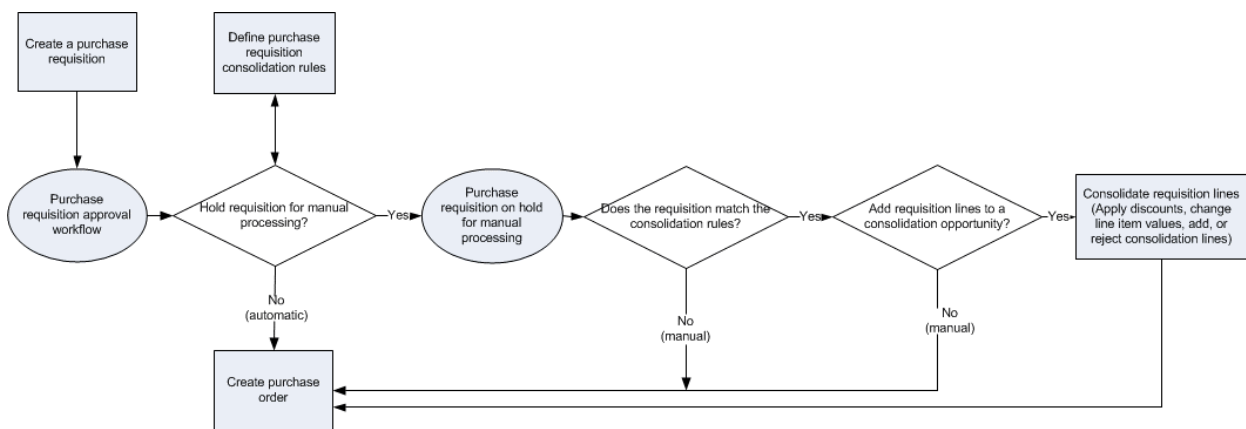 Create a purchase
requisition
Define purchase
requisition
consolidation rules
Purchase
requisition approval
workflow
Hold requisition for manual
processing?
Yes
Purchase
requisition on hold
for manual
processing
Does the requisition match the
consolidation rules?
Yes
Add requisition lines to a
consolidation opportunity?
Yes
Consolidate requisition lines
(Apply discounts, change
line item values, add, or
reject consolidation lines)
No
(automatic)
No
(manual)
No
(manual)
Create purchase
order